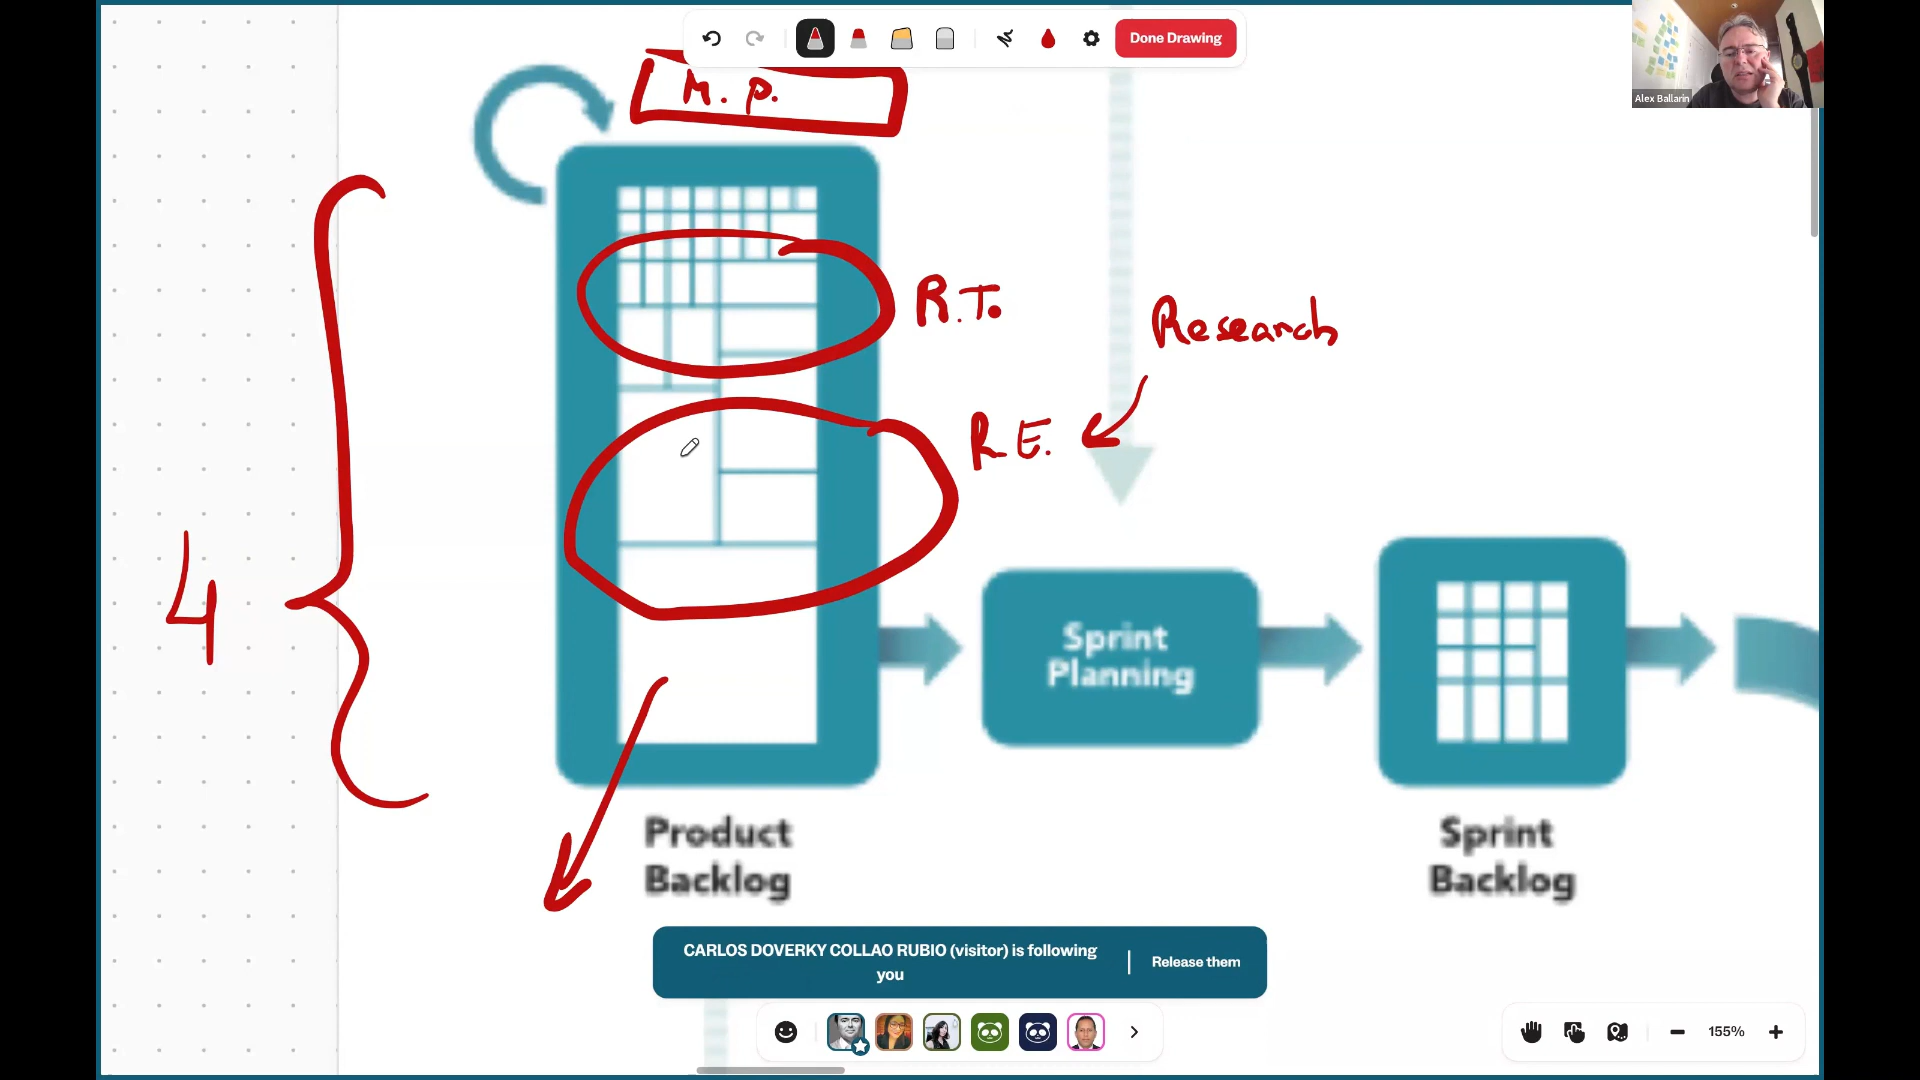 Done Drawing
Alex Ballarin
M. P.
R.T.
Research
R.E.
4
Sprint
Planning
Product
Backlog
Sprint
Backlog
CARLOS DOVERKY COLLAO RUBIO (visitor) is following
you
Release them
155%